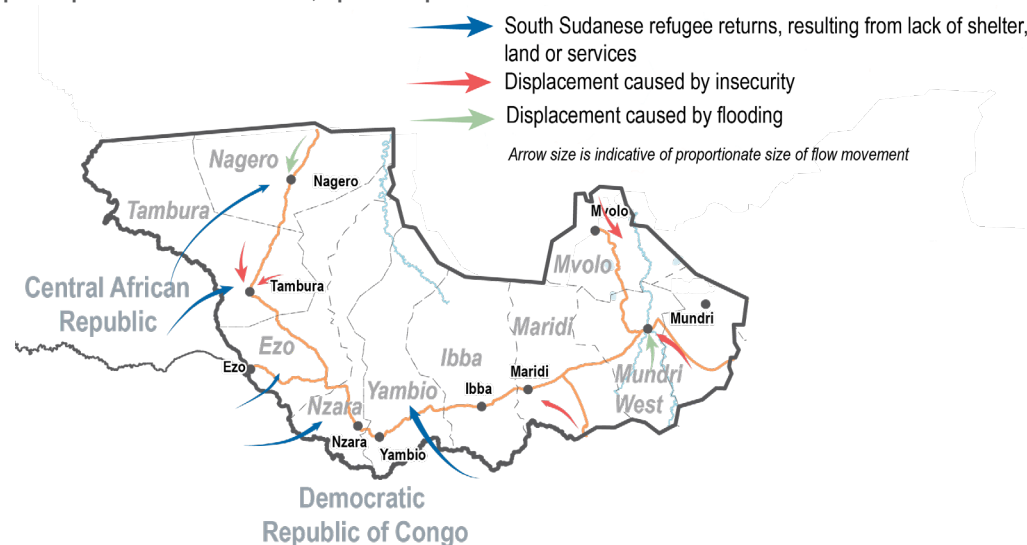 South Sudanese refugee returns, resulting from lack of shelter,
land or services
Displacement caused by insecurity
Displacement caused by flooding
Arrow size is indicative of proportionate size of flow movement
Nagero
Nagero
Tambura
Mvolo
Mvolo
Central African
Republic
Tambura
Mundri
Maridi
Ezo
Ibba
Ezo
Maridi
Mundri
West
Yambio
Ibba
Nzara
Nzara
Yambio
Democratic
Republic of Congo